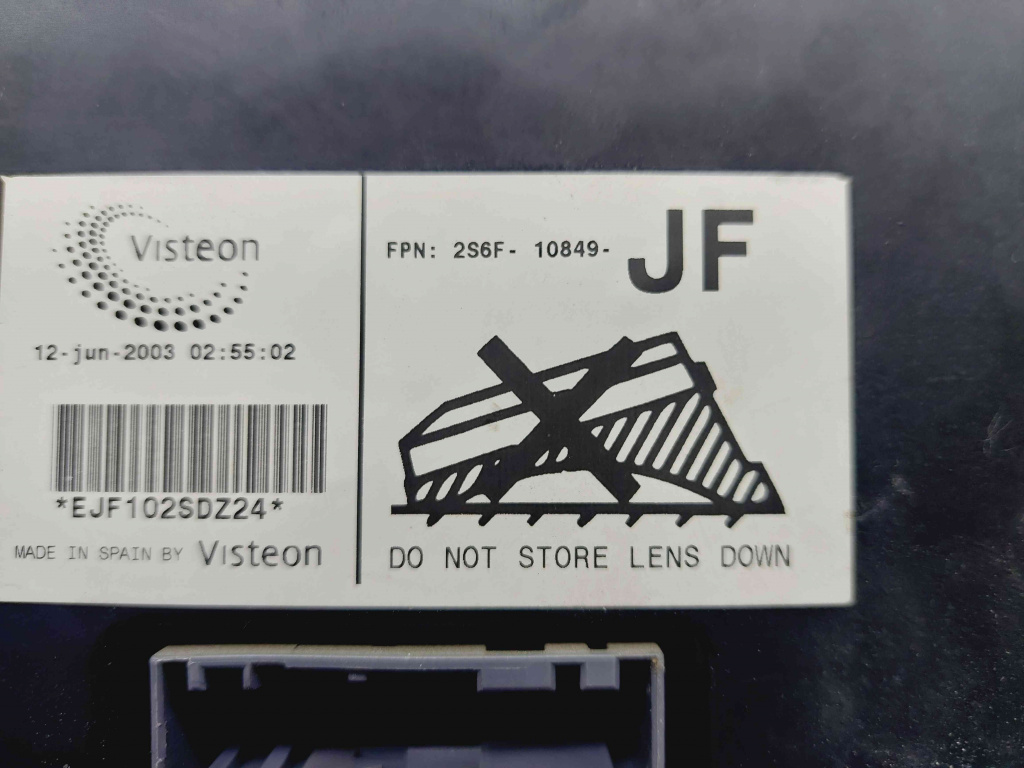 Visteon
12-jun-2003 02:55:02
*EJF102SDZ24*
MADE IN SPAIN BY Visteon
FPN: 2S6F- 10849- JF
DO NOT STORE LENS DOWN